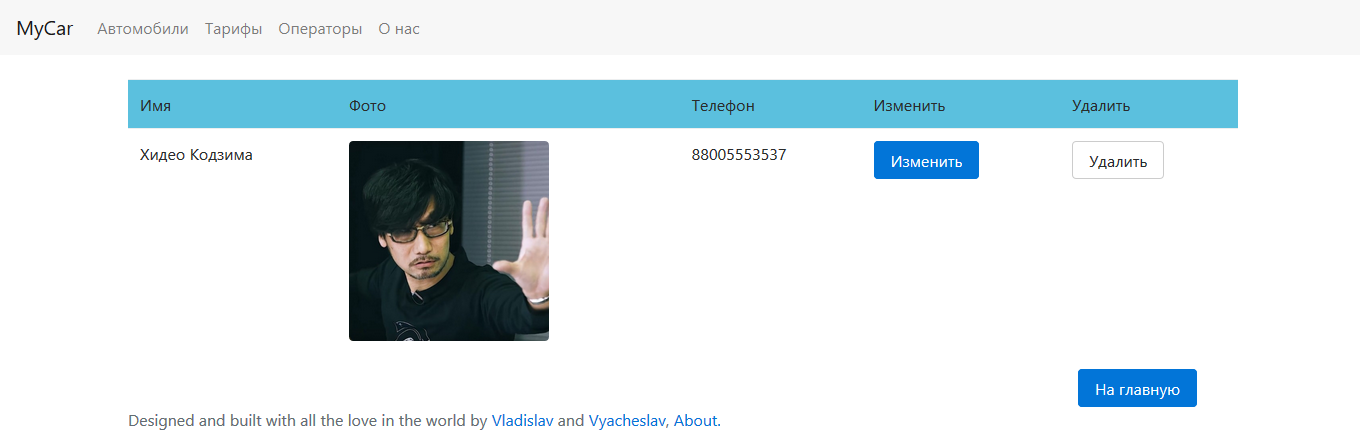 MyCar Автомобили Тарифы Операторы О нас
Имя Фото Телефон Изменить Удалить
Хидео Кодзима 88005553537 Изменить Удалить
На главную
Designed and built with all the love in the world by Vladislav and Vyacheslav, About.